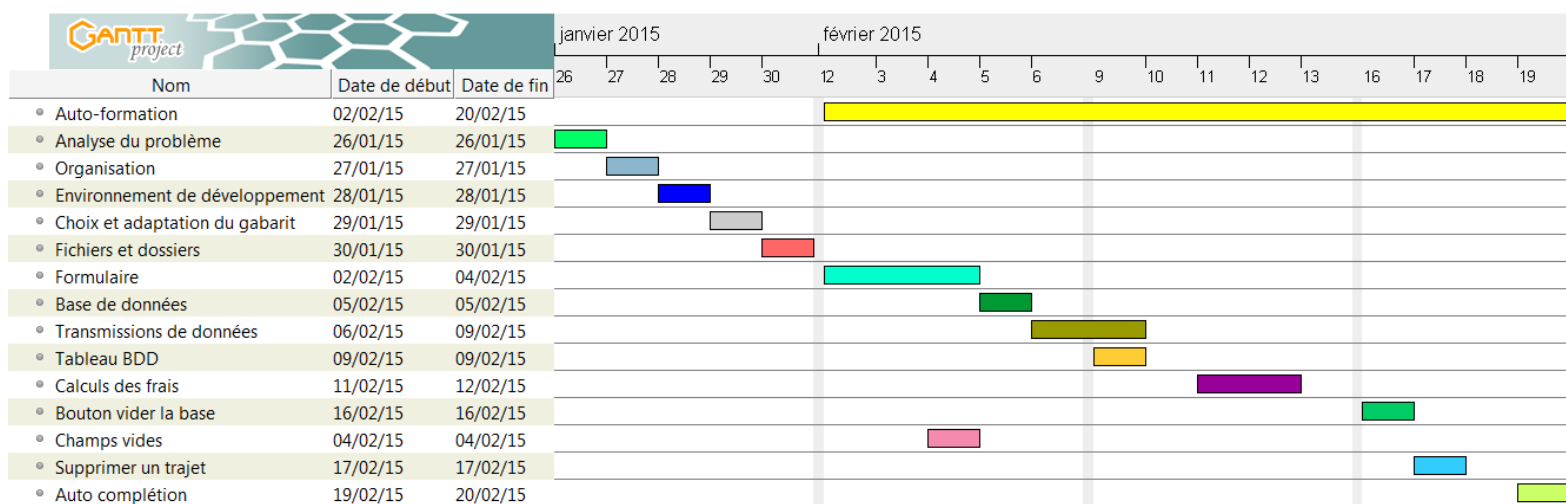 GANTT
project
janvier 2015 février 2015
26 27 28 29 30 12 3 4 5 6 9 10 11 12 13 16 17 18 19
Nom Date de début Date de fin
Auto-formation 02/02/15 20/02/15
Analyse du problème 26/01/15 26/01/15
Organisation 27/01/15 27/01/15
Environnement de développement 28/01/15 28/01/15
Choix et adaptation du gabarit 29/01/15 29/01/15
Fichiers et dossiers 30/01/15 30/01/15
Formulaire 02/02/15 04/02/15
Base de données 05/02/15 05/02/15
Transmissions de données 06/02/15 09/02/15
Tableau BDD 09/02/15 09/02/15
Calculs des frais 11/02/15 12/02/15
Bouton vider la base 16/02/15 16/02/15
Champs vides 04/02/15 04/02/15
Supprimer un trajet 17/02/15 17/02/15
Auto complétion 19/02/15 20/02/15